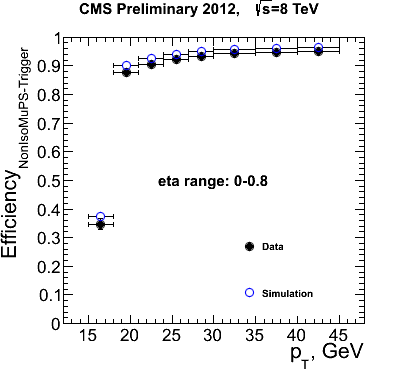 CMS Preliminary 2012, √s=8 TeV
Efficiency NonIsoMuPS-Trigger
1
0.9
0.8
0.7
0.6
0.5
0.4
0.3
0.2
0.1
0
eta range: 0-0.8
Data
Simulation
15 20 25 30 35 40 45
p_T, GeV